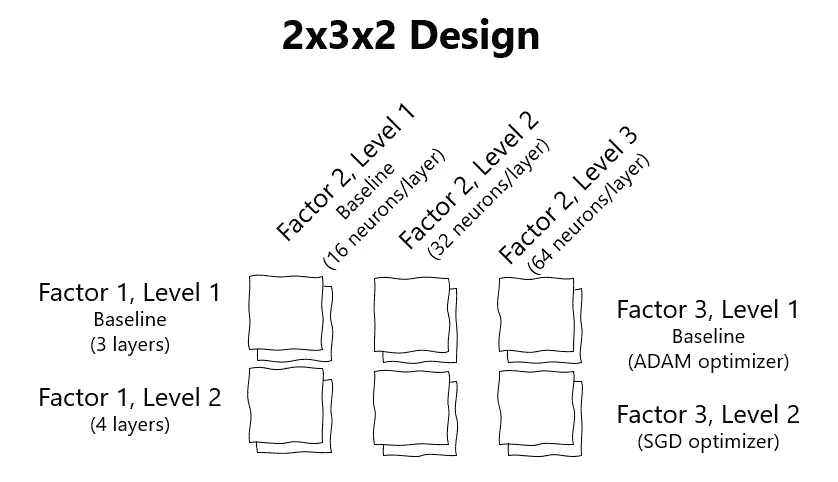 2x3x2 Design
Factor 2, Level 1
Baseline
(16 neurons/layer)
Factor 2, Level 2
(32 neurons/layer)
Factor 2, Level 3
(64 neurons/layer)
Factor 1, Level 1
Baseline
(3 layers)
Factor 1, Level 2
(4 layers)
Factor 3, Level 1
Baseline
(ADAM optimizer)
Factor 3, Level 2
(SGD optimizer)